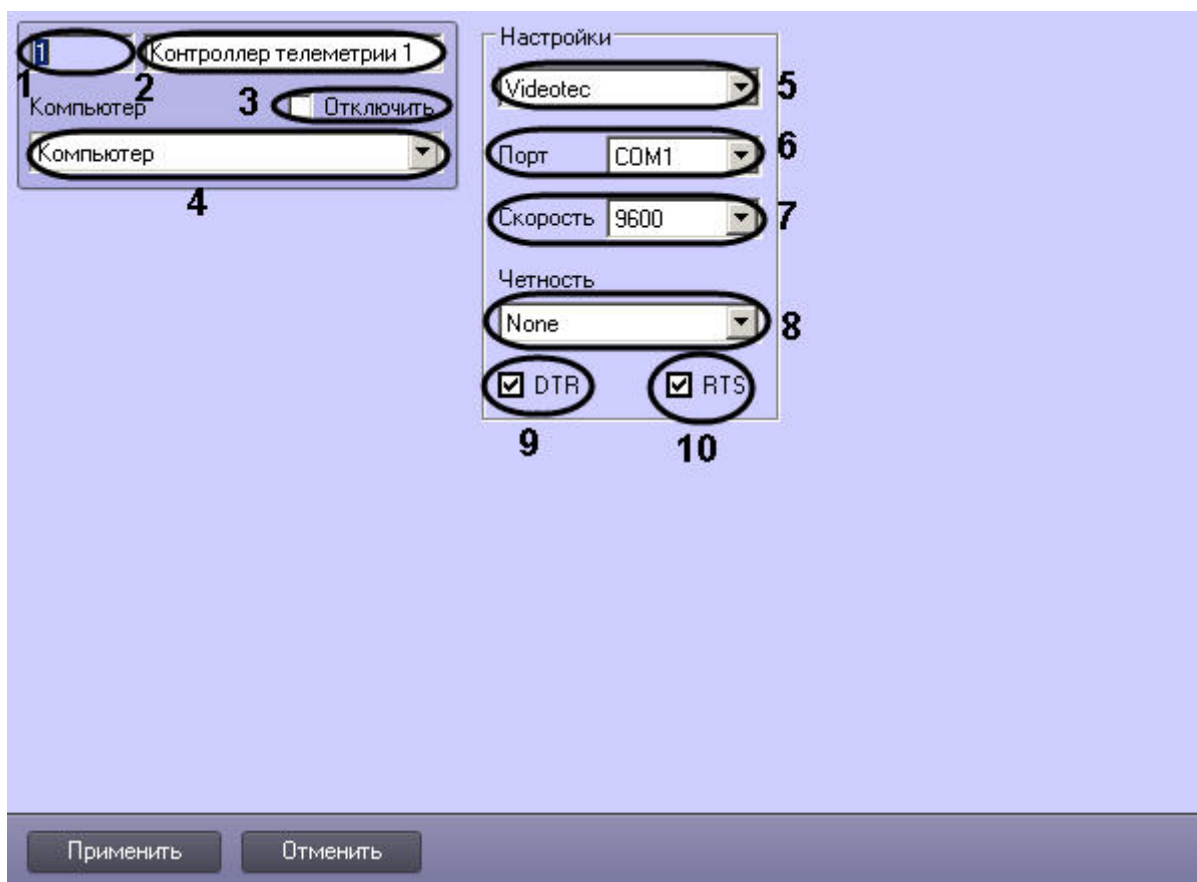 1 Контроллер телеметрии 1
1 2
Компьютер 3 Отключить
Компьютер
4
Настройки
Videotec 5
Порт COM1 6
Скорость 9600 7
Четность
None 8
DTR RTS
9 10
Применить Отменить